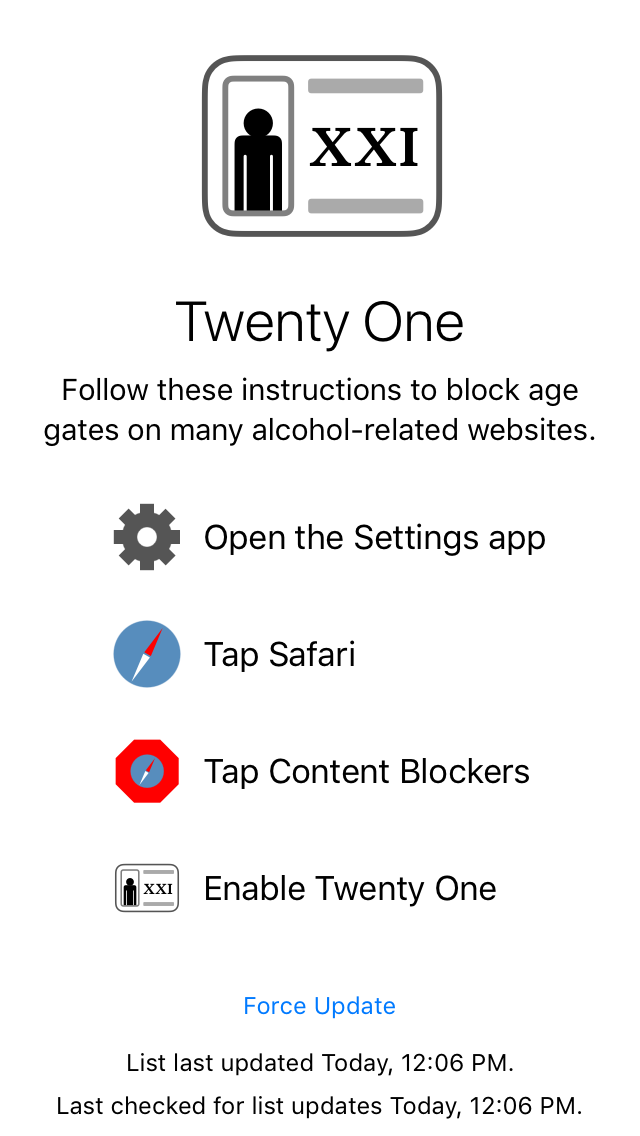 XXI
Twenty One
Follow these instructions to block age
gates on many alcohol-related websites.
Open the Settings app
Tap Safari
Tap Content Blockers
XXI
Enable Twenty One
Force Update
List last updated Today, 12:06 PM.
Last checked for list updates Today, 12:06 PM.